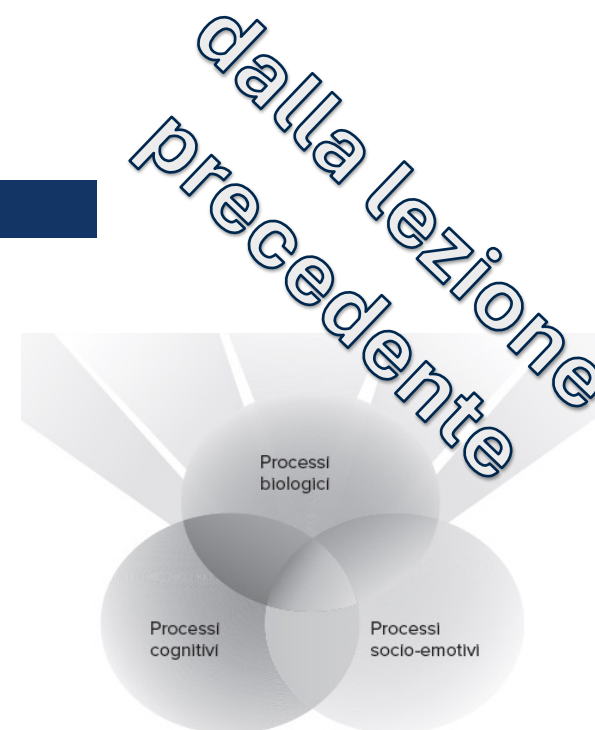 dalla lezione
precedente
Processi
biologici
Processi
cognitivi
Processi
socio-emotivi